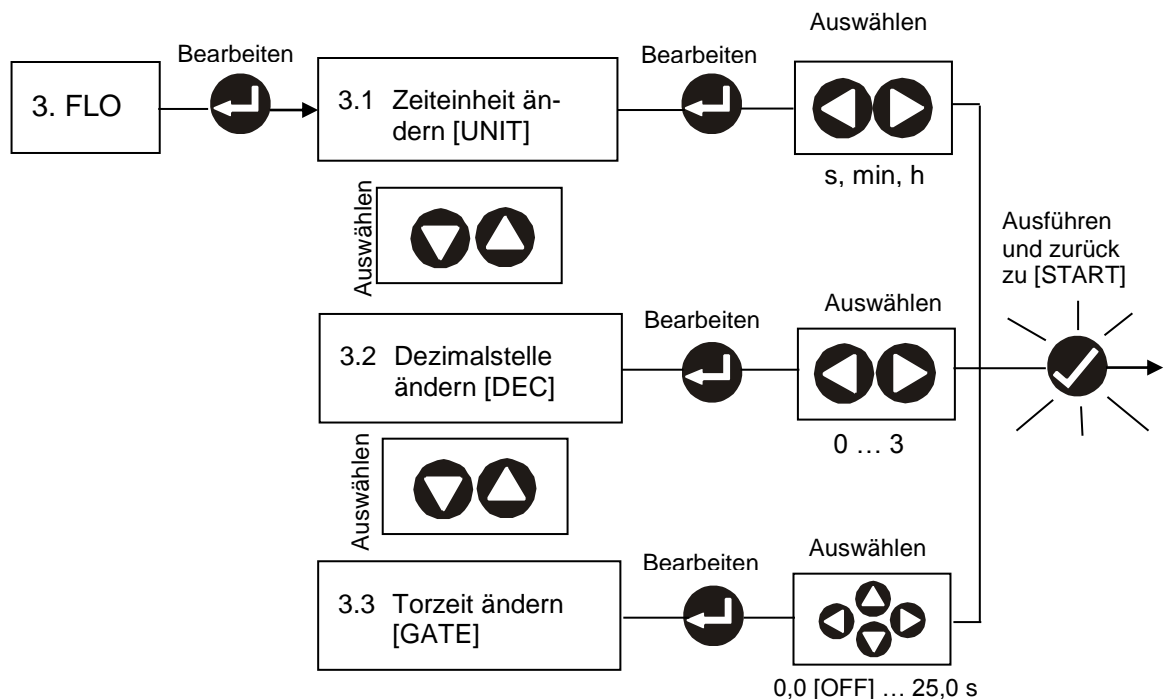 Auswählen
Bearbeiten
Bearbeiten
3. FLO
3.1 Zeiteinheit än-
dern [UNIT]
s, min, h
Auswählen
Ausführen
und zurück
zu [START]
Bearbeiten
Auswählen
3.2 Dezimalstelle
ändern [DEC]
0 … 3
Auswählen
Bearbeiten
Auswählen
3.3 Torzeit ändern
[GATE]
0,0 [OFF] … 25,0 s